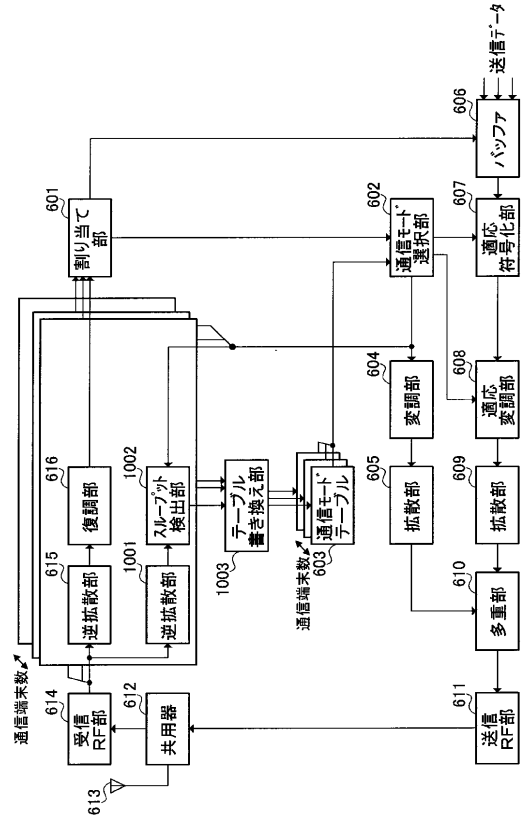 通信端末数
613
614
受信
RF部
612
共用器
611
送信
RF部
615
逆拡散部
616
復調部
1001
逆拡散部
1002
スループット
検出部
601
割り当て
部
1003
テーブル
書き換え部
通信端末数
603
通信モード
テーブル
602
通信モード
選択部
604
変調部
605
拡散部
606
バッファ
送信データ
607
適応
符号化部
608
適応
変調部
609
拡散部
610
多重部